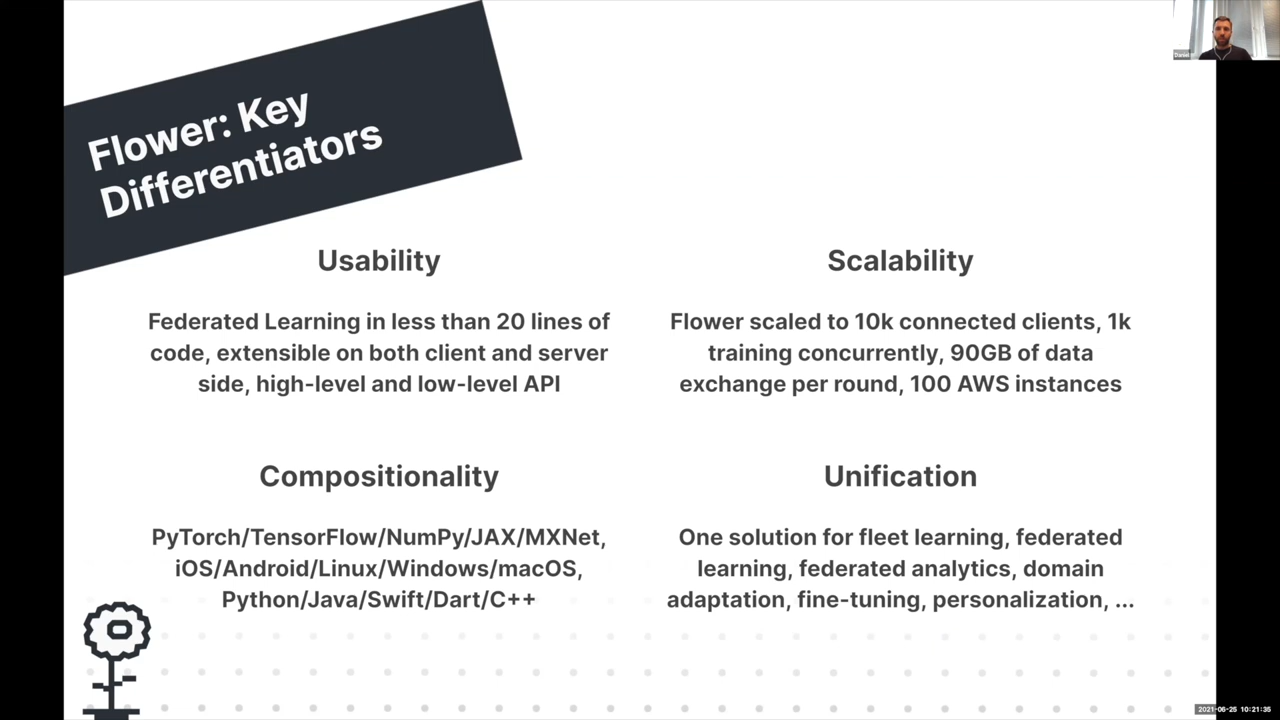 Flower: Key
Differentiators
Usability
Federated Learning in less than 20 lines of
code, extensible on both client and server
side, high-level and low-level API
Scalability
Flower scaled to 10k connected clients, 1k
training concurrently, 90GB of data
exchange per round, 100 AWS instances
Compositionality
PyTorch/TensorFlow/NumPy/JAX/MXNet,
iOS/Android/Linux/Windows/macOS,
Python/Java/Swift/Dart/C++
Unification
One solution for fleet learning, federated
learning, federated analytics, domain
adaptation, fine-tuning, personalization, ...
2021-06-25 10:21:35